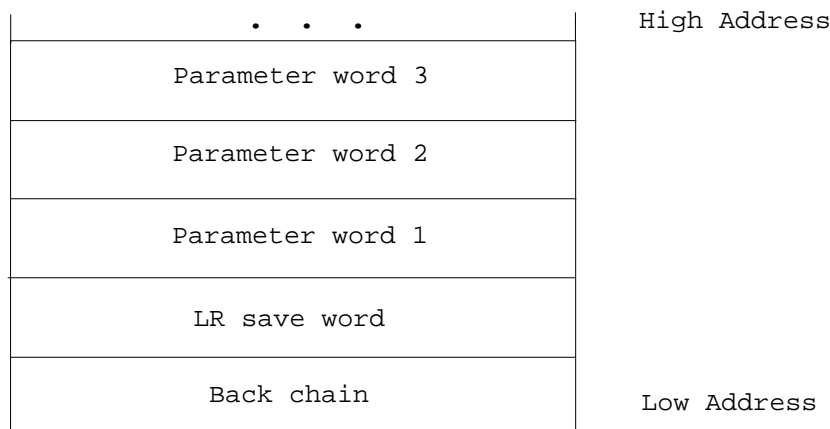 . . .
High Address
Parameter word 3
Parameter word 2
Parameter word 1
LR save word
Back chain
Low Address